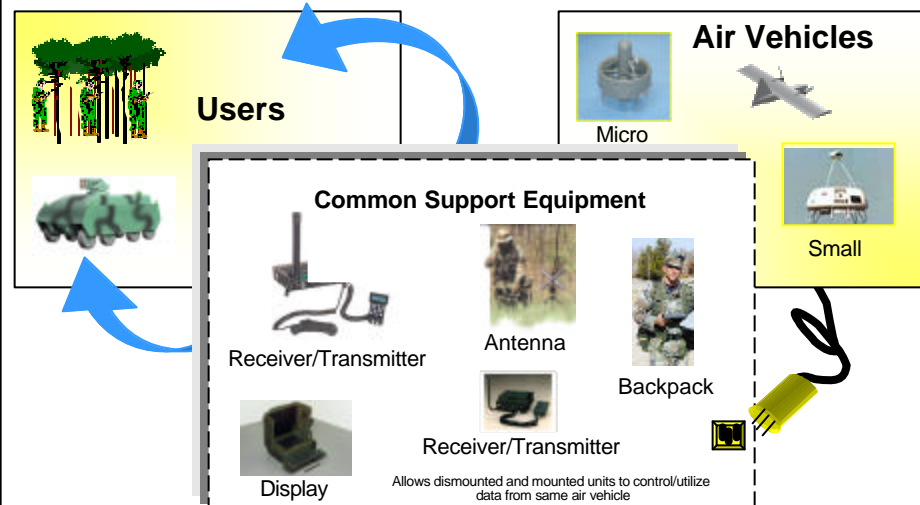 Users
Air Vehicles
Micro
Small
Common Support Equipment
Receiver/Transmitter
Antenna
Backpack
Display
Receiver/Transmitter
Allows dismounted and mounted units to control/utilize
data from same air vehicle